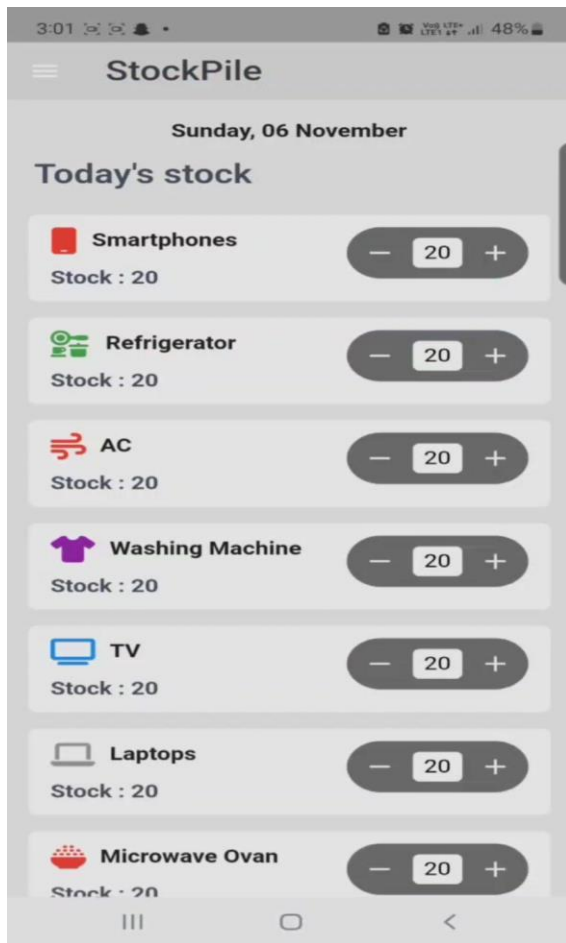 3:01 48%
StockPile
Sunday, 06 November
Today's stock
Smartphones
Stock : 20
20
Refrigerator
Stock : 20
20
AC
Stock : 20
20
Washing Machine
Stock : 20
20
TV
Stock : 20
20
Laptops
Stock : 20
20
Microwave Ovan
Stock : 20
20